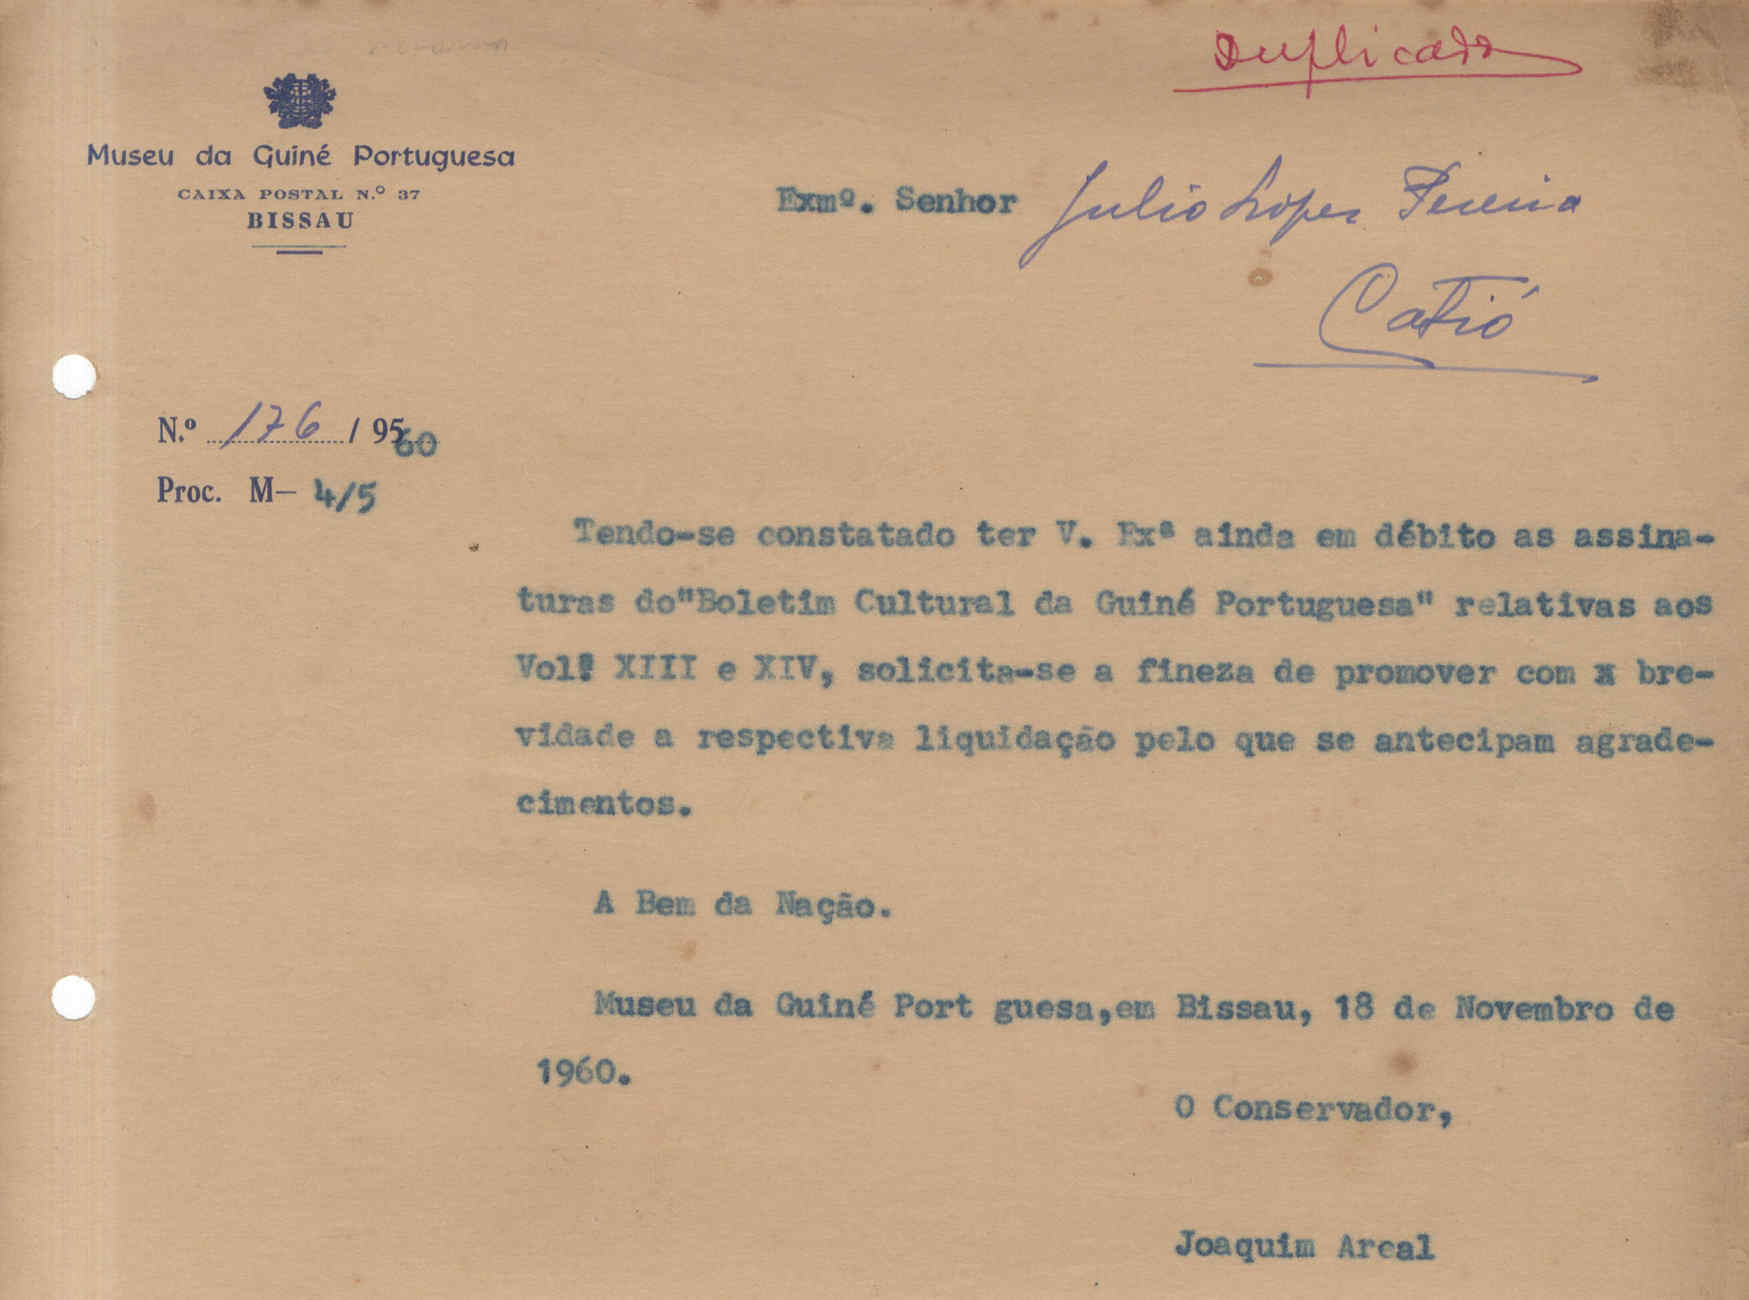 Duplicado
Museu da Guiné Portuguesa
CAIXA POSTAL N.º 37
BISSAU
Exmº. Senhor Julio Lopes Pereira
Catió
N.º 176 / 9560
Proc. M- 4/5
Tendo-se constatado ter V. Exª ainda em débito as assina-
turas do"Boletim Cultural da Guiné Portuguesa" relativas aos
Volˢ XIII e XIV, solicita-se a fineza de promover com x bre-
vidade a respectiva liquidação pelo que se antecipam agrade-
cimentos.
A Bem da Nação.
Museu da Guiné Port guesa,em Bissau, 18 de Novembro de
1960.
O Conservador,
Joaquim Areal